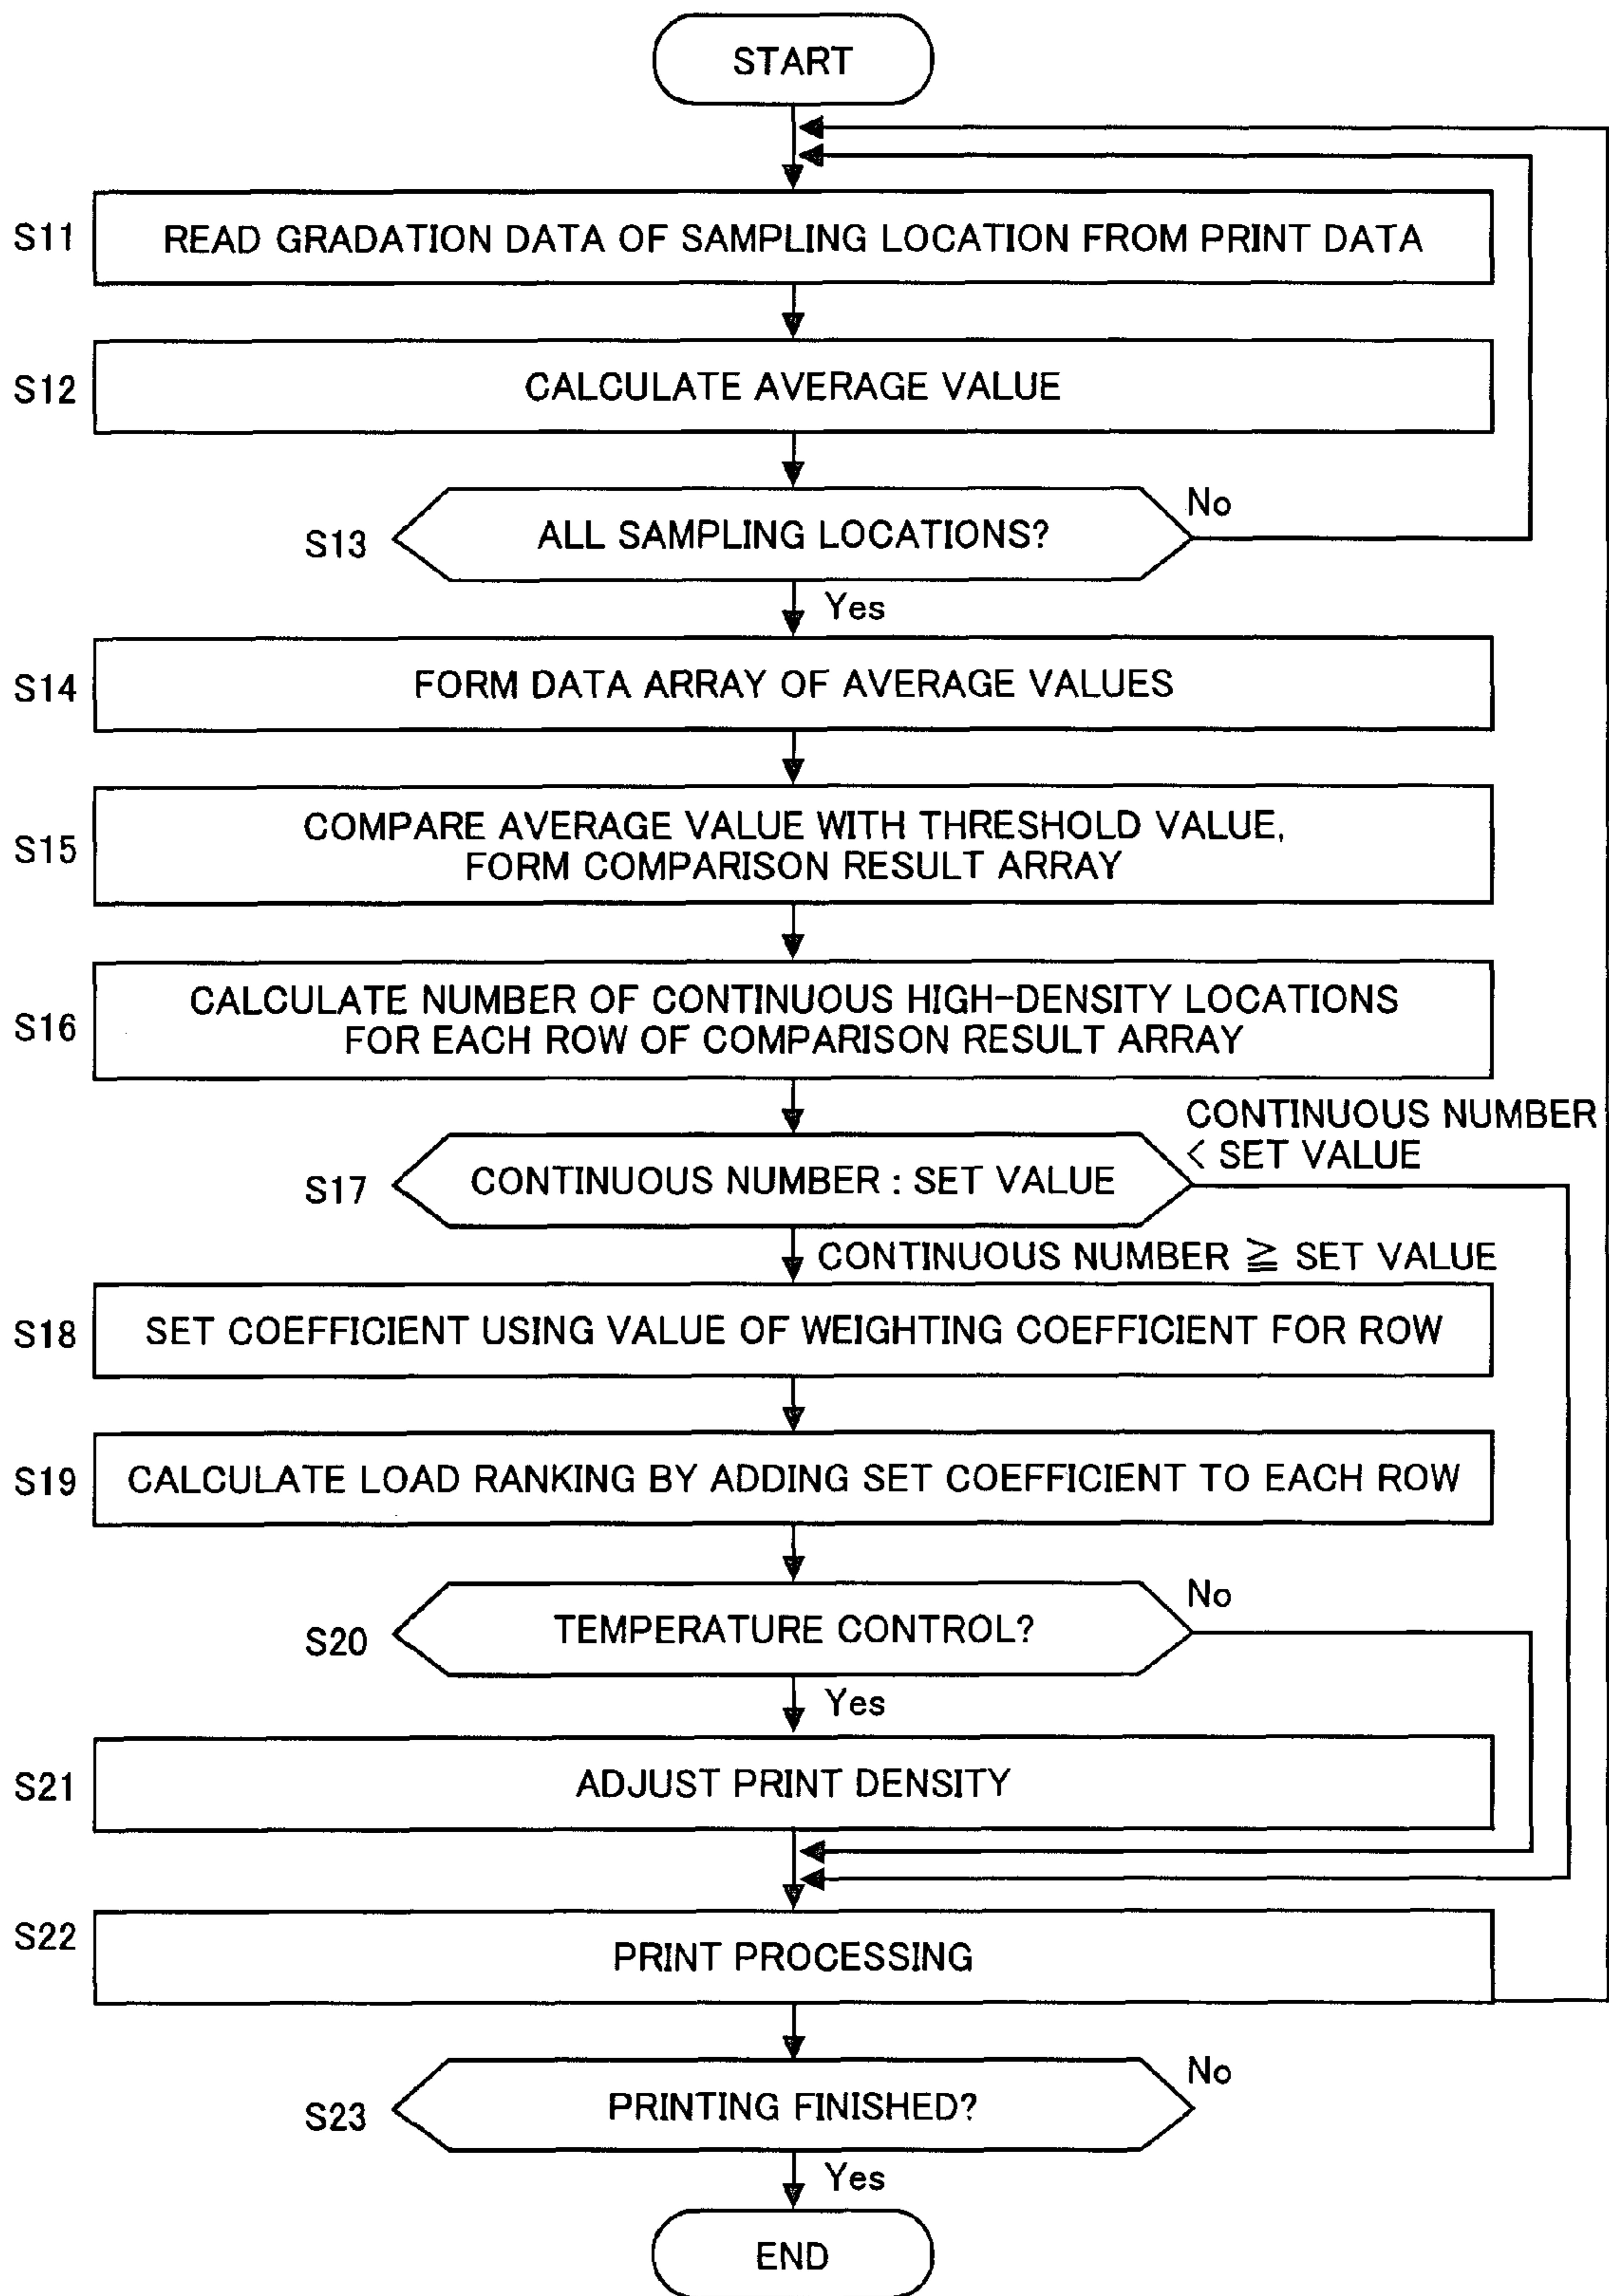 START
S11
READ GRADATION DATA OF SAMPLING LOCATION FROM PRINT DATA
S12
CALCULATE AVERAGE VALUE
No
S13
ALL SAMPLING LOCATIONS?
Yes
S14
FORM DATA ARRAY OF AVERAGE VALUES
S15
COMPARE AVERAGE VALUE WITH THRESHOLD VALUE,
FORM COMPARISON RESULT ARRAY
S16
CALCULATE NUMBER OF CONTINUOUS HIGH-DENSITY LOCATIONS
FOR EACH ROW OF COMPARISON RESULT ARRAY
CONTINUOUS NUMBER
< SET VALUE
S17
CONTINUOUS NUMBER : SET VALUE
CONTINUOUS NUMBER ≧ SET VALUE
S18
SET COEFFICIENT USING VALUE OF WEIGHTING COEFFICIENT FOR ROW
S19
CALCULATE LOAD RANKING BY ADDING SET COEFFICIENT TO EACH ROW
No
S20
TEMPERATURE CONTROL?
Yes
S21
ADJUST PRINT DENSITY
S22
PRINT PROCESSING
No
S23
PRINTING FINISHED?
Yes
END